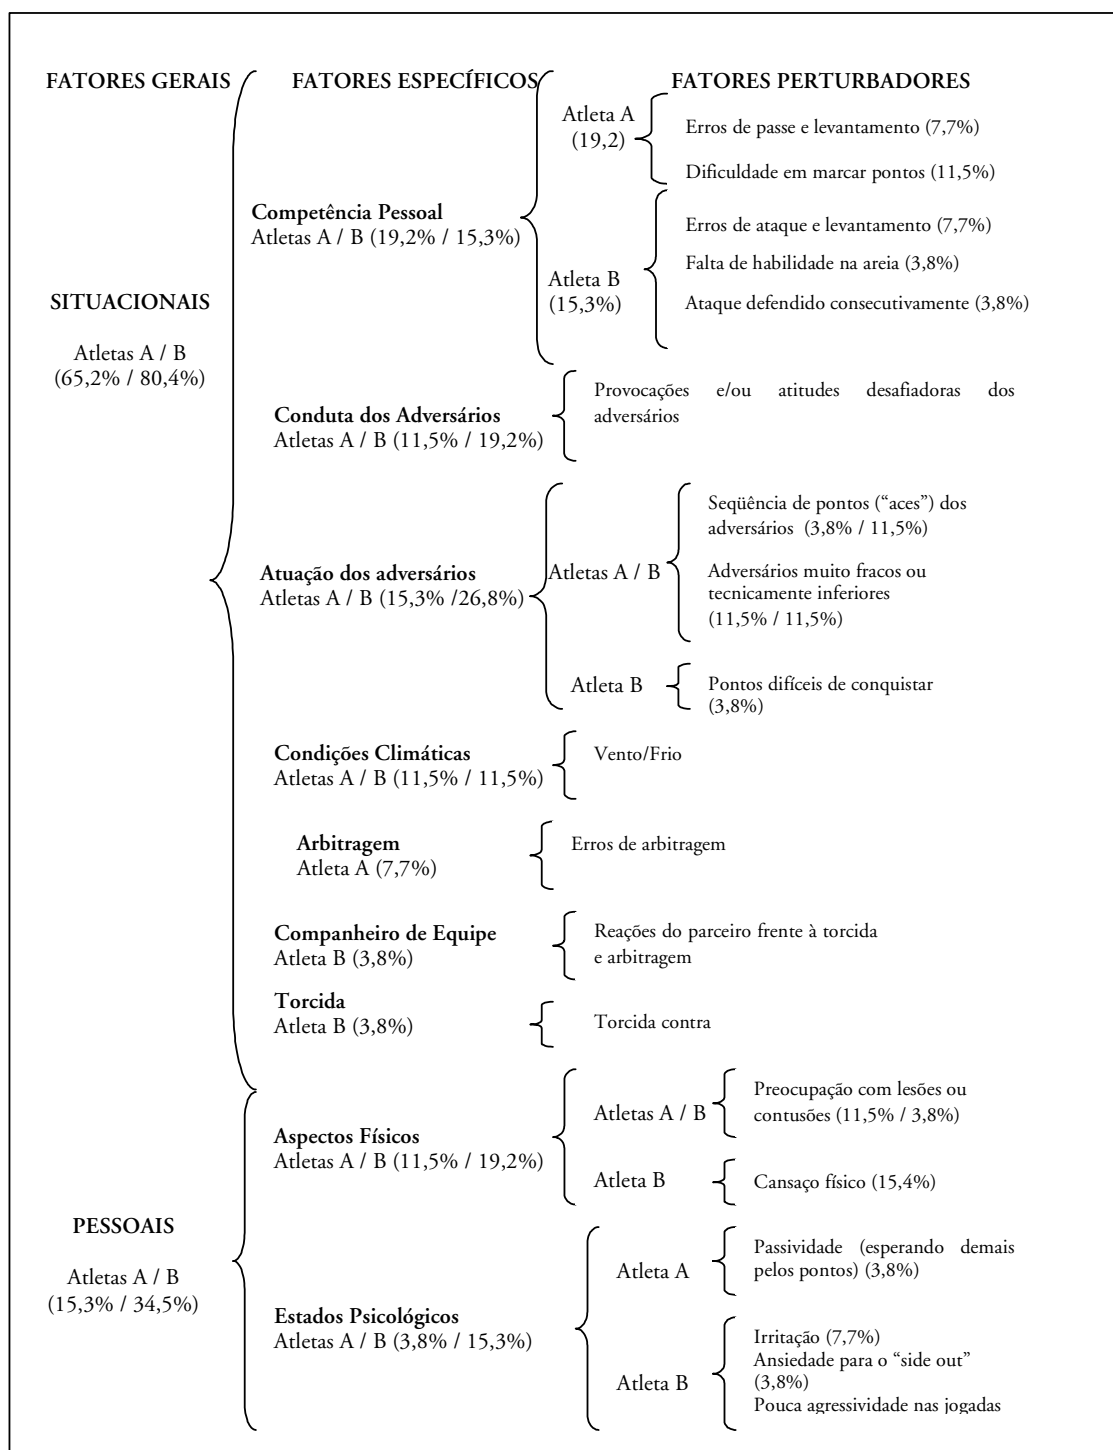 FATORES GERAIS
FATORES ESPECÍFICOS
FATORES PERTURBADORES
SITUACIONAIS
Atletas A / B
(65,2% / 80,4%)
Competência Pessoal
Atletas A / B (19,2% / 15,3%)
Atleta A
(19,2)
Erros de passe e levantamento (7,7%)
Dificuldade em marcar pontos (11,5%)
Atleta B
(15,3%)
Erros de ataque e levantamento (7,7%)
Falta de habilidade na areia (3,8%)
Ataque defendido consecutivamente (3,8%)
Conduta dos Adversários
Atletas A / B (11,5% / 19,2%)
Provocações e/ou atitudes desafiadoras dos
adversários
Atuação dos adversários
Atletas A / B (15,3% /26,8%)
Atletas A / B
Seqüência de pontos (“aces”) dos
adversários (3,8% / 11,5%)
Adversários muito fracos ou
tecnicamente inferiores
(11,5% / 11,5%)
Atleta B
Pontos difíceis de conquistar
(3,8%)
Condições Climáticas
Atletas A / B (11,5% / 11,5%)
Vento/Frio
Arbitragem
Atleta A (7,7%)
Erros de arbitragem
Companheiro de Equipe
Atleta B (3,8%)
Reações do parceiro frente à torcida
e arbitragem
Torcida
Atleta B (3,8%)
Torcida contra
PESSOAIS
Atletas A / B
(15,3% / 34,5%)
Aspectos Físicos
Atletas A / B (11,5% / 19,2%)
Atletas A / B
Preocupação com lesões ou
contusões (11,5% / 3,8%)
Atleta B
Cansaço físico (15,4%)
Estados Psicológicos
Atletas A / B (3,8% / 15,3%)
Atleta A
Passividade (esperando demais
pelos pontos) (3,8%)
Atleta B
Irritação (7,7%)
Ansiedade para o “side out”
(3,8%)
Pouca agressividade nas jogadas